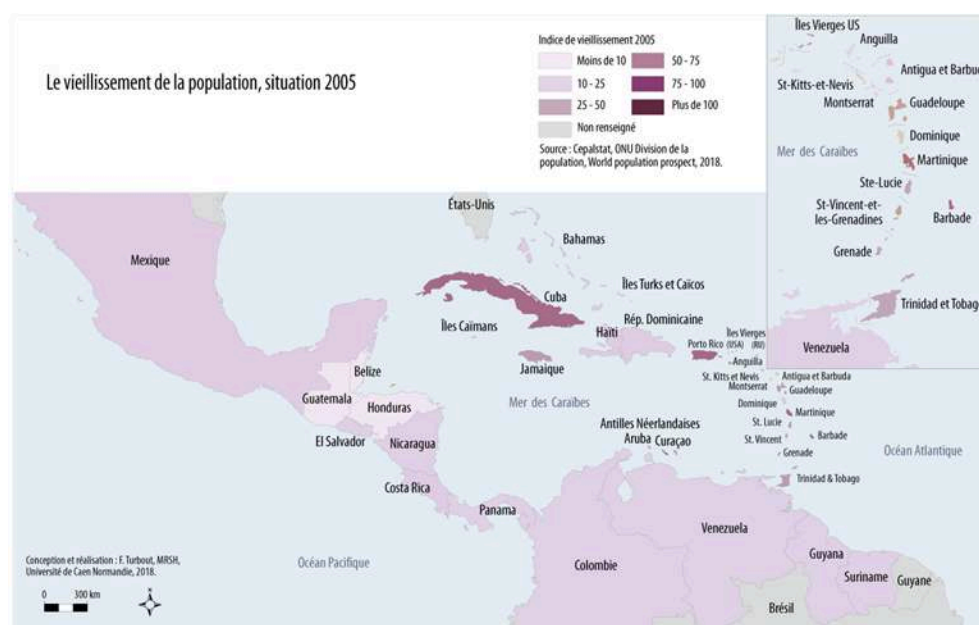 Le vieillissement de la population, situation 2005
Indice de vieillissement 2005
Moins de 10
50 - 75
10 - 25
75 - 100
25 - 50
Plus de 100
Non renseigné
Source : Cepalstat, ONU Division de la
population, World population prospect, 2018.
Îles Vierges US
Anguilla
St-Kitts-et-Nevis
Antigua et Barbud
Montserrat
Guadeloupe
Dominique
Mer des Caraïbes
Martinique
Ste-Lucie
St-Vincent-et-
les-Grenadines
Barbade
Grenade
Trinidad et Tobago
Venezuela
États-Unis
Mexique
Bahamas
Îles Turks et Caïcos
Cuba
Îles Caïmans
Haïti
Rép. Dominicaine
Porto Rico
Îles Vierges
(USA) (RU)
Jamaique
Anguilla
Belize
St. Kitts et Nevis
Antigua et Barbuda
Montserrat
Guadeloupe
Guatemala
Honduras
Mer des Caraïbes
Dominique
Martinique
El Salvador
Nicaragua
Antilles Néerlandaises
Aruba
Curaçao
St. Lucie
St. Vincent
Barbade
Grenade
Océan Atlantique
Costa Rica
Trinidad & Tobago
Panama
Venezuela
Guyana
Colombie
Suriname
Guyane
Brésil
Océan Pacifique
Conception et réalisation : F. Turbout, MRSH,
Université de Caen Normandie, 2018.
0 300 km
N